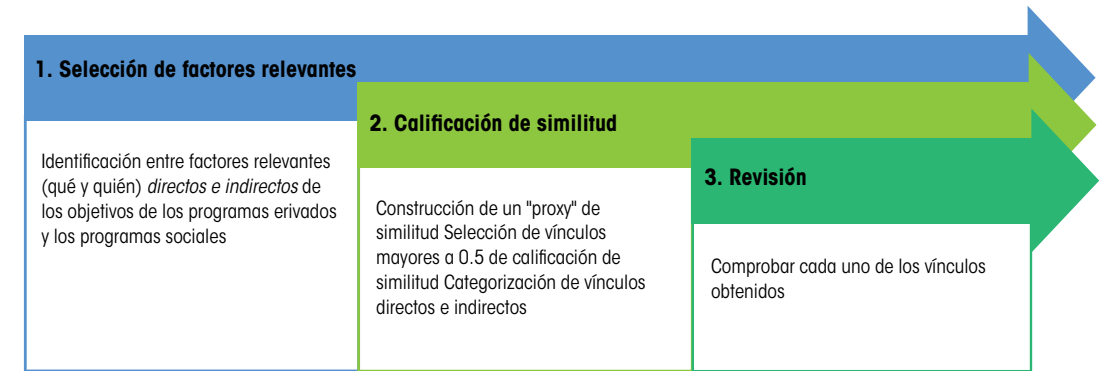 1. Selección de factores relevantes
Identificación entre factores relevantes
(qué y quién) directos e indirectos de
los objetivos de los programas erivados
y los programas sociales
2. Calificación de similitud
Construcción de un "proxy" de
similitud Selección de vínculos
mayores a 0.5 de calificación de
similitud Categorización de vínculos
directos e indirectos
3. Revisión
Comprobar cada uno de los vínculos
obtenidos